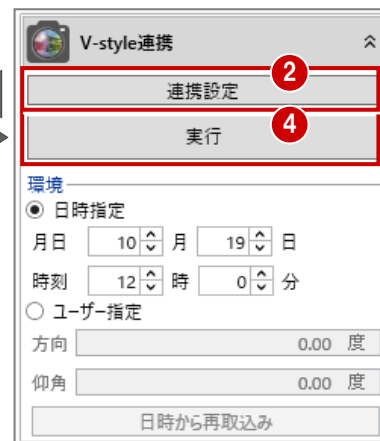 V-style連携
2
連携設定
4
実行
環境
日時指定
月日 10 月 19 日
時刻 12 時 0 分
ユーザー指定
方向 0.00 度
仰角 0.00 度
日時から再取込み